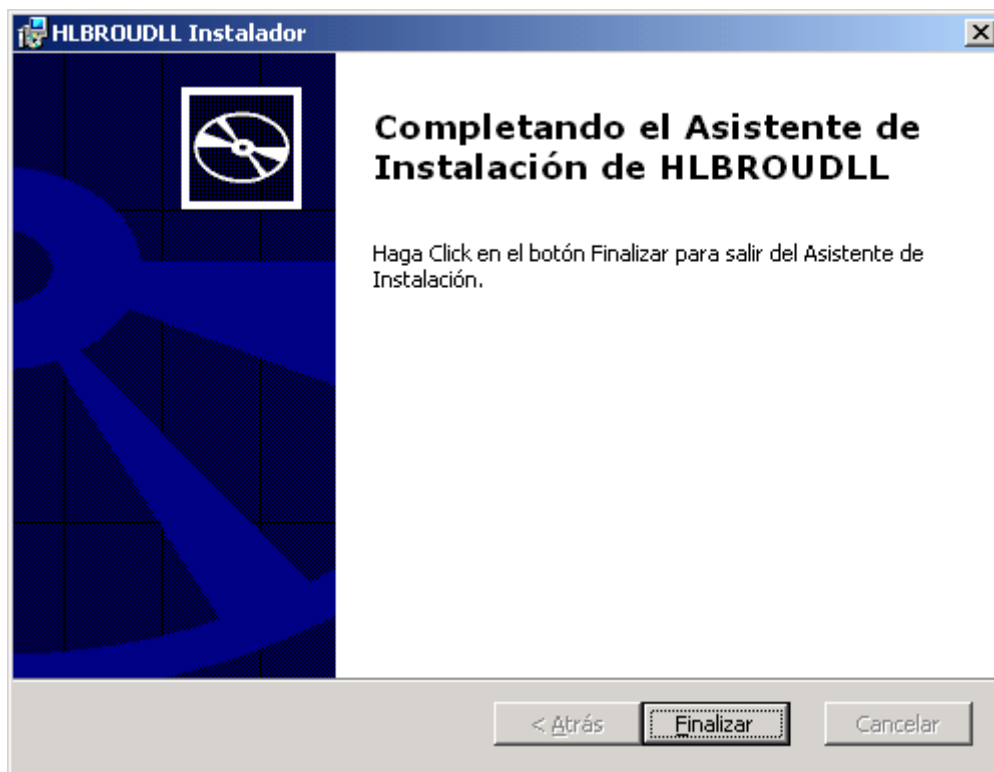 HLBROUDLL Instalador
Completando el Asistente de
Instalación de HLBROUDLL
Haga Click en el botón Finalizar para salir del Asistente de
Instalación.
< Atrás
Finalizar
Cancelar